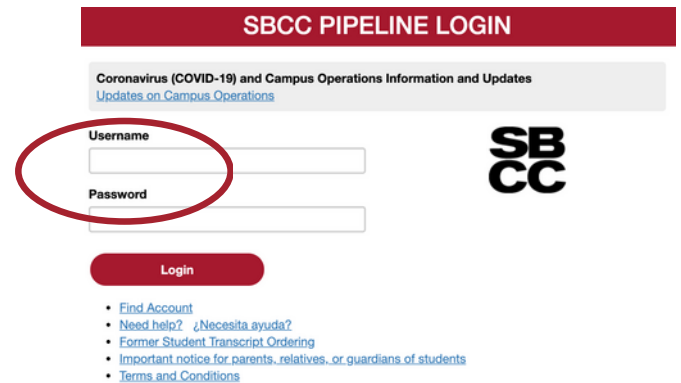 SBCC PIPELINE LOGIN
Coronavirus (COVID-19) and Campus Operations Information and Updates
Updates on Campus Operations
Username
SB
CC
Password
Login
Find Account
Need help? ¿Necesita ayuda?
Former Student Transcript Ordering
Important notice for parents, relatives, or guardians of students
Terms and Conditions